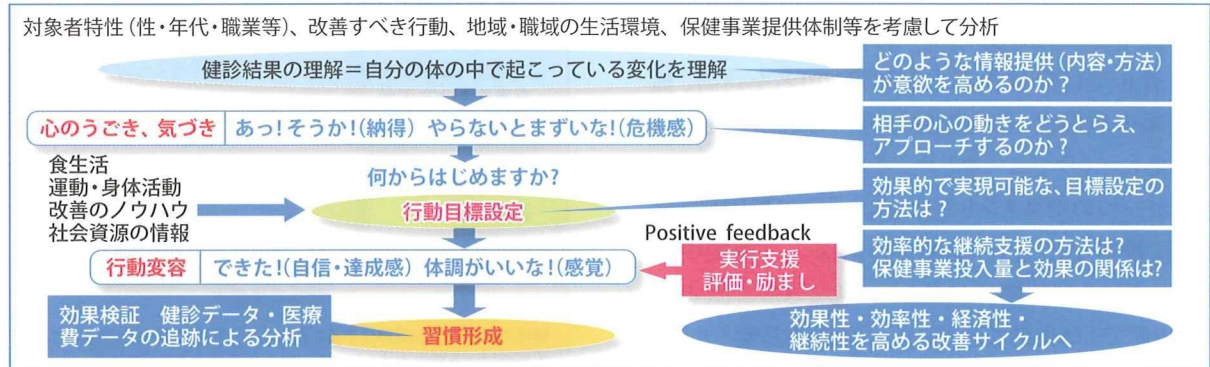 対象者特性(性・年代・職業等)、改善すべき行動、地域・職域の生活環境、保健事業提供体制等を考慮して分析
健診結果の理解=自分の体の中で起こっている変化を理解
どのような情報提供(内容・方法)
が意欲を高めるのか?
心のうごき、気づき あっ!そうか!(納得) やらないとまずいな!(危機感)
相手の心の動きをどうとらえ、
アプローチするのか?
食生活
運動・身体活動
改善のノウハウ
社会資源の情報
何からはじめますか?
行動目標設定
効果的で実現可能な、目標設定の
方法は?
Positive feedback
行動変容 できた!(自信・達成感) 体調がいいな!(感覚)
実行支援
評価・励まし
効率的な継続支援の方法は?
保健事業投入量と効果の関係は?
効果検証 健診データ・医療
費データの追跡による分析
習慣形成
効果性・効率性・経済性・
継続性を高める改善サイクルへ